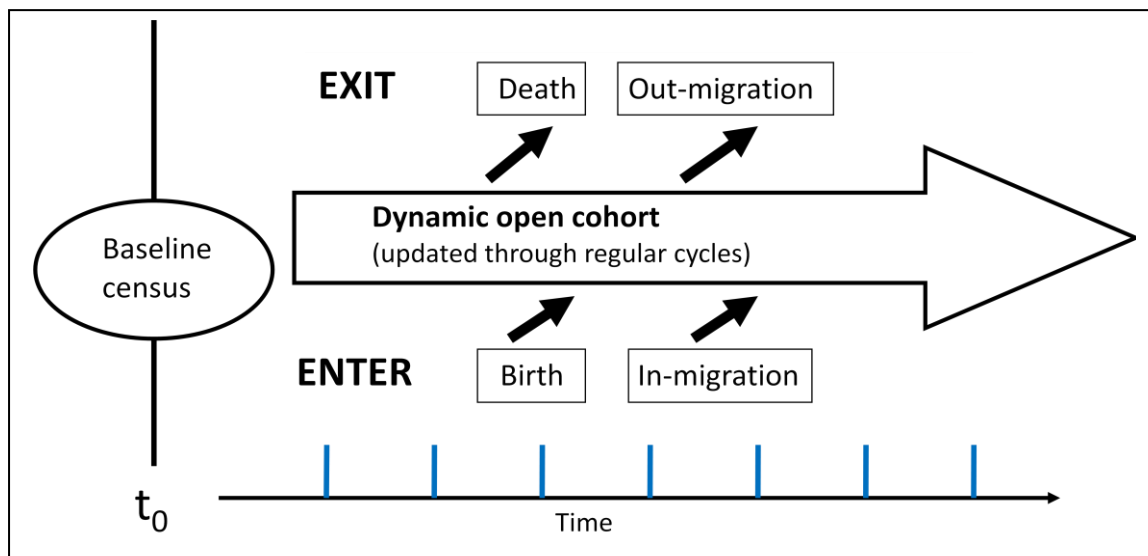 EXIT
Death
Out-migration
Baseline
census
Dynamic open cohort
(updated through regular cycles)
ENTER
Birth
In-migration
t₀
Time